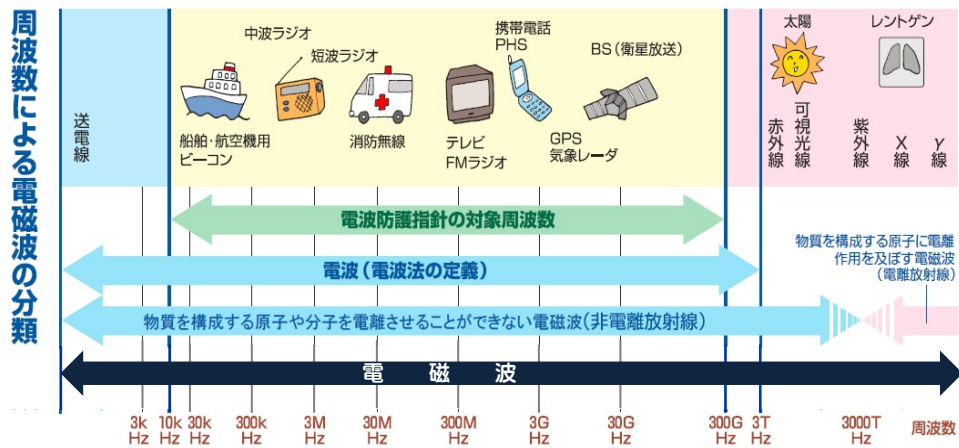 周波数による電磁波の分類
送電線
中波ラジオ
短波ラジオ
船舶・航空機用
ビーコン
消防無線
テレビ
FMラジオ
携帯電話
PHS
GPS
気象レーダ
BS（衛星放送）
太陽
レントゲン
赤外線
可視光線
紫外線
X線
γ線
電波防護指針の対象周波数
電波（電波法の定義）
物質を構成する原子に電離
作用を及ぼす電磁波
（電離放射線）
物質を構成する原子や分子を電離させることができない電磁波（非電離放射線）
電 磁 波
3k Hz
10k Hz
30k Hz
300k Hz
3M Hz
30M Hz
300M Hz
3G Hz
30G Hz
300G Hz
3T Hz
3000T Hz
周波数